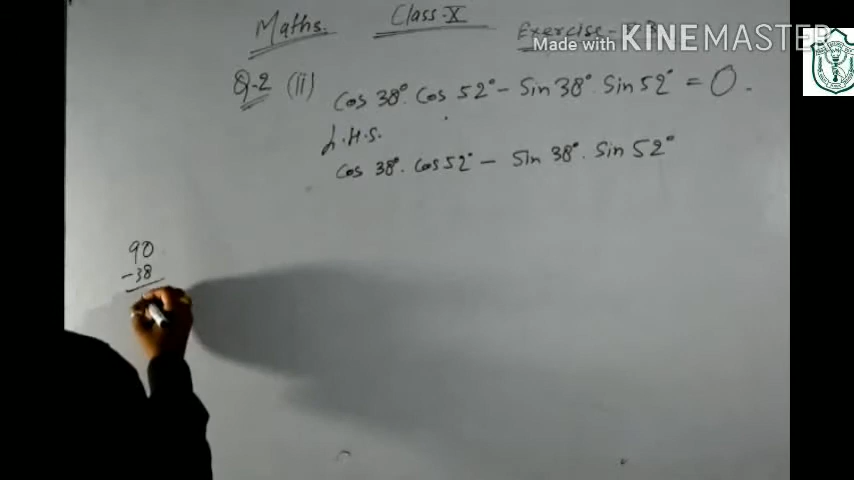 Maths. Class-X Exercise-
Made with KINEMASTER
Q-2 (ii) Cos 38°. Cos 52° - Sin 38°. Sin 52° = 0.
L.H.S.
Cos 38°. Cos 52° - Sin 38°. Sin 52°
90
-38